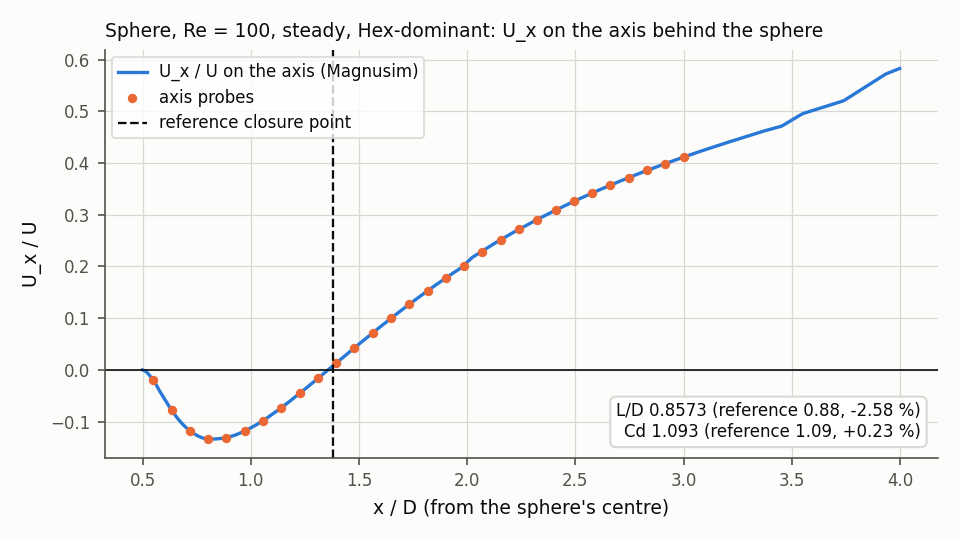 Sphere, Re = 100, steady, Hex-dominant: U_x on the axis behind the sphere
U_x / U on the axis (Magnusim)
axis probes
reference closure point
U_x / U
0.6
0.5
0.4
0.3
0.2
0.1
0.0
−0.1
L/D 0.8573 (reference 0.88, -2.58 %)
Cd 1.093 (reference 1.09, +0.23 %)
0.5 1.0 1.5 2.0 2.5 3.0 3.5 4.0
x / D (from the sphere's centre)